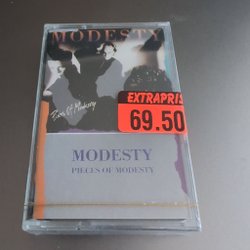 MODESTY
Pieces Of Modesty
EXTRAPRIS
69.50
MODESTY
PIECES OF MODESTY